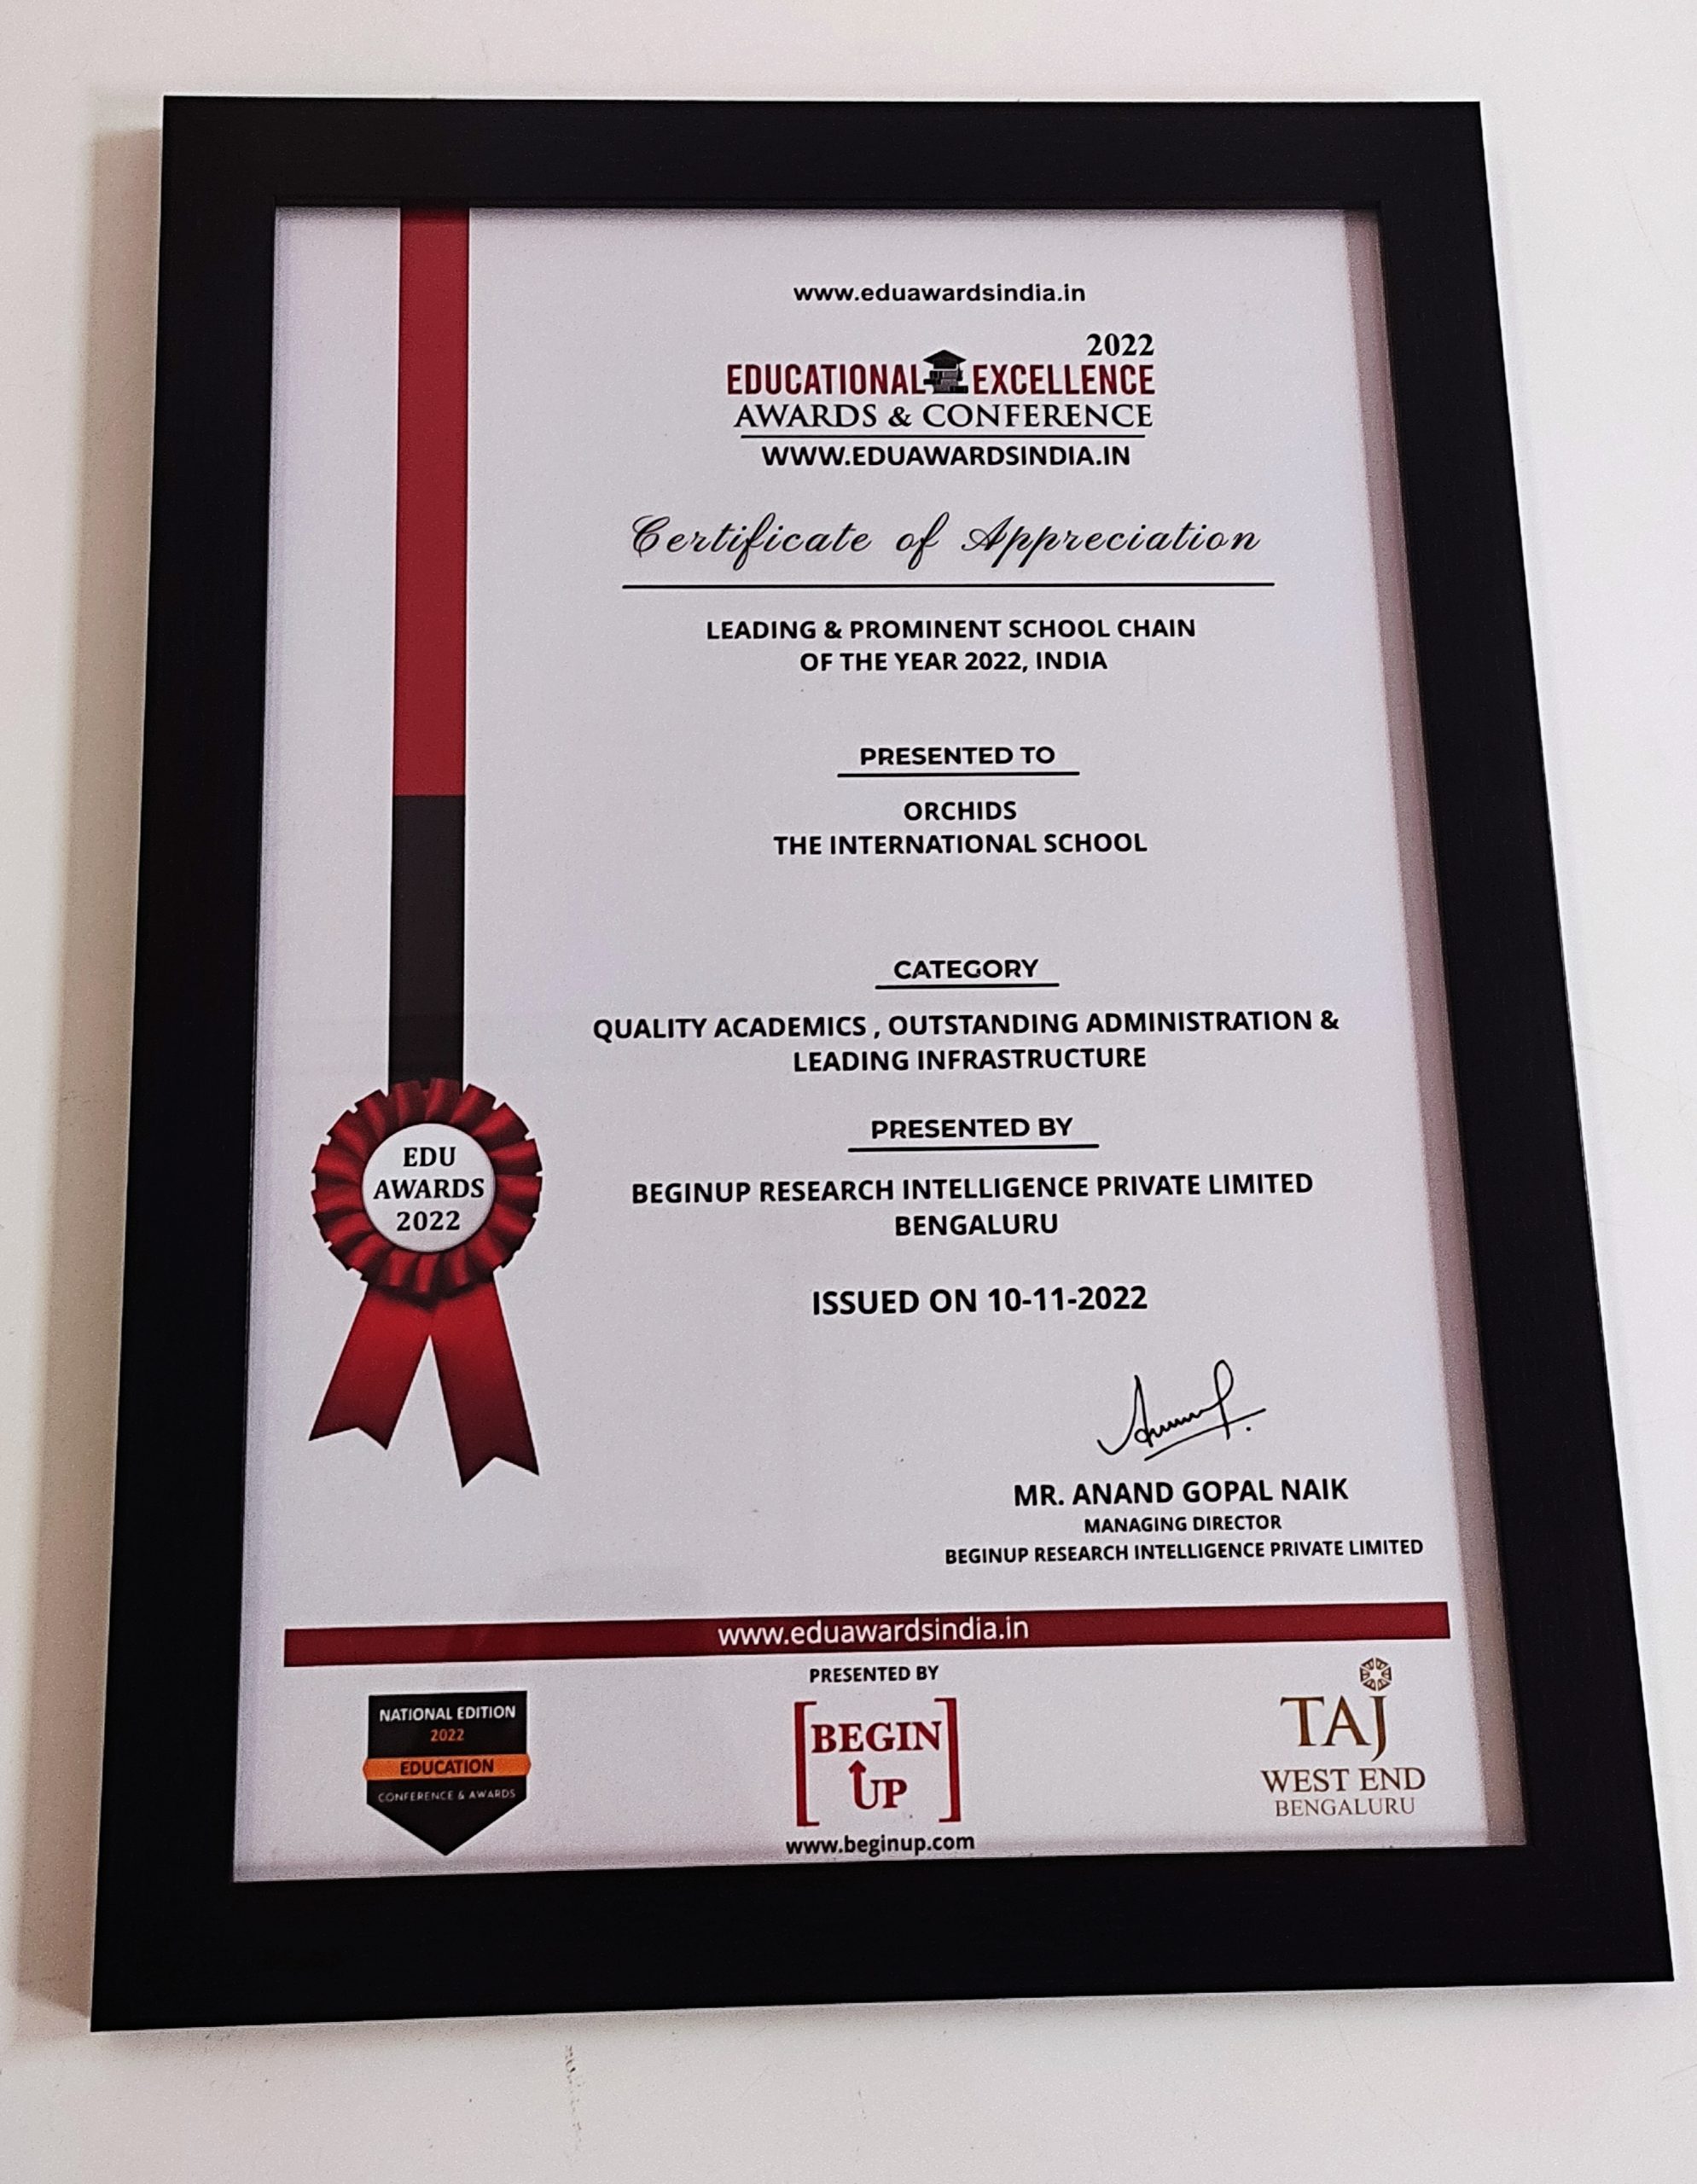 www.eduawardsindia.in
2022
EDUCATIONAL EXCELLENCE
AWARDS & CONFERENCE
WWW.EDUAWARDSINDIA.IN
Certificate of Appreciation
LEADING & PROMINENT SCHOOL CHAIN
OF THE YEAR 2022, INDIA
PRESENTED TO
ORCHIDS
THE INTERNATIONAL SCHOOL
CATEGORY
QUALITY ACADEMICS , OUTSTANDING ADMINISTRATION &
LEADING INFRASTRUCTURE
PRESENTED BY
BEGINUP RESEARCH INTELLIGENCE PRIVATE LIMITED
BENGALURU
ISSUED ON 10-11-2022
EDU
AWARDS
2022
MR. ANAND GOPAL NAIK
MANAGING DIRECTOR
BEGINUP RESEARCH INTELLIGENCE PRIVATE LIMITED
www.eduawardsindia.in
NATIONAL EDITION
2022
EDUCATION
CONFERENCE & AWARDS
PRESENTED BY
BEGIN
UP
www.beginup.com
TAJ
WEST END
BENGALURU